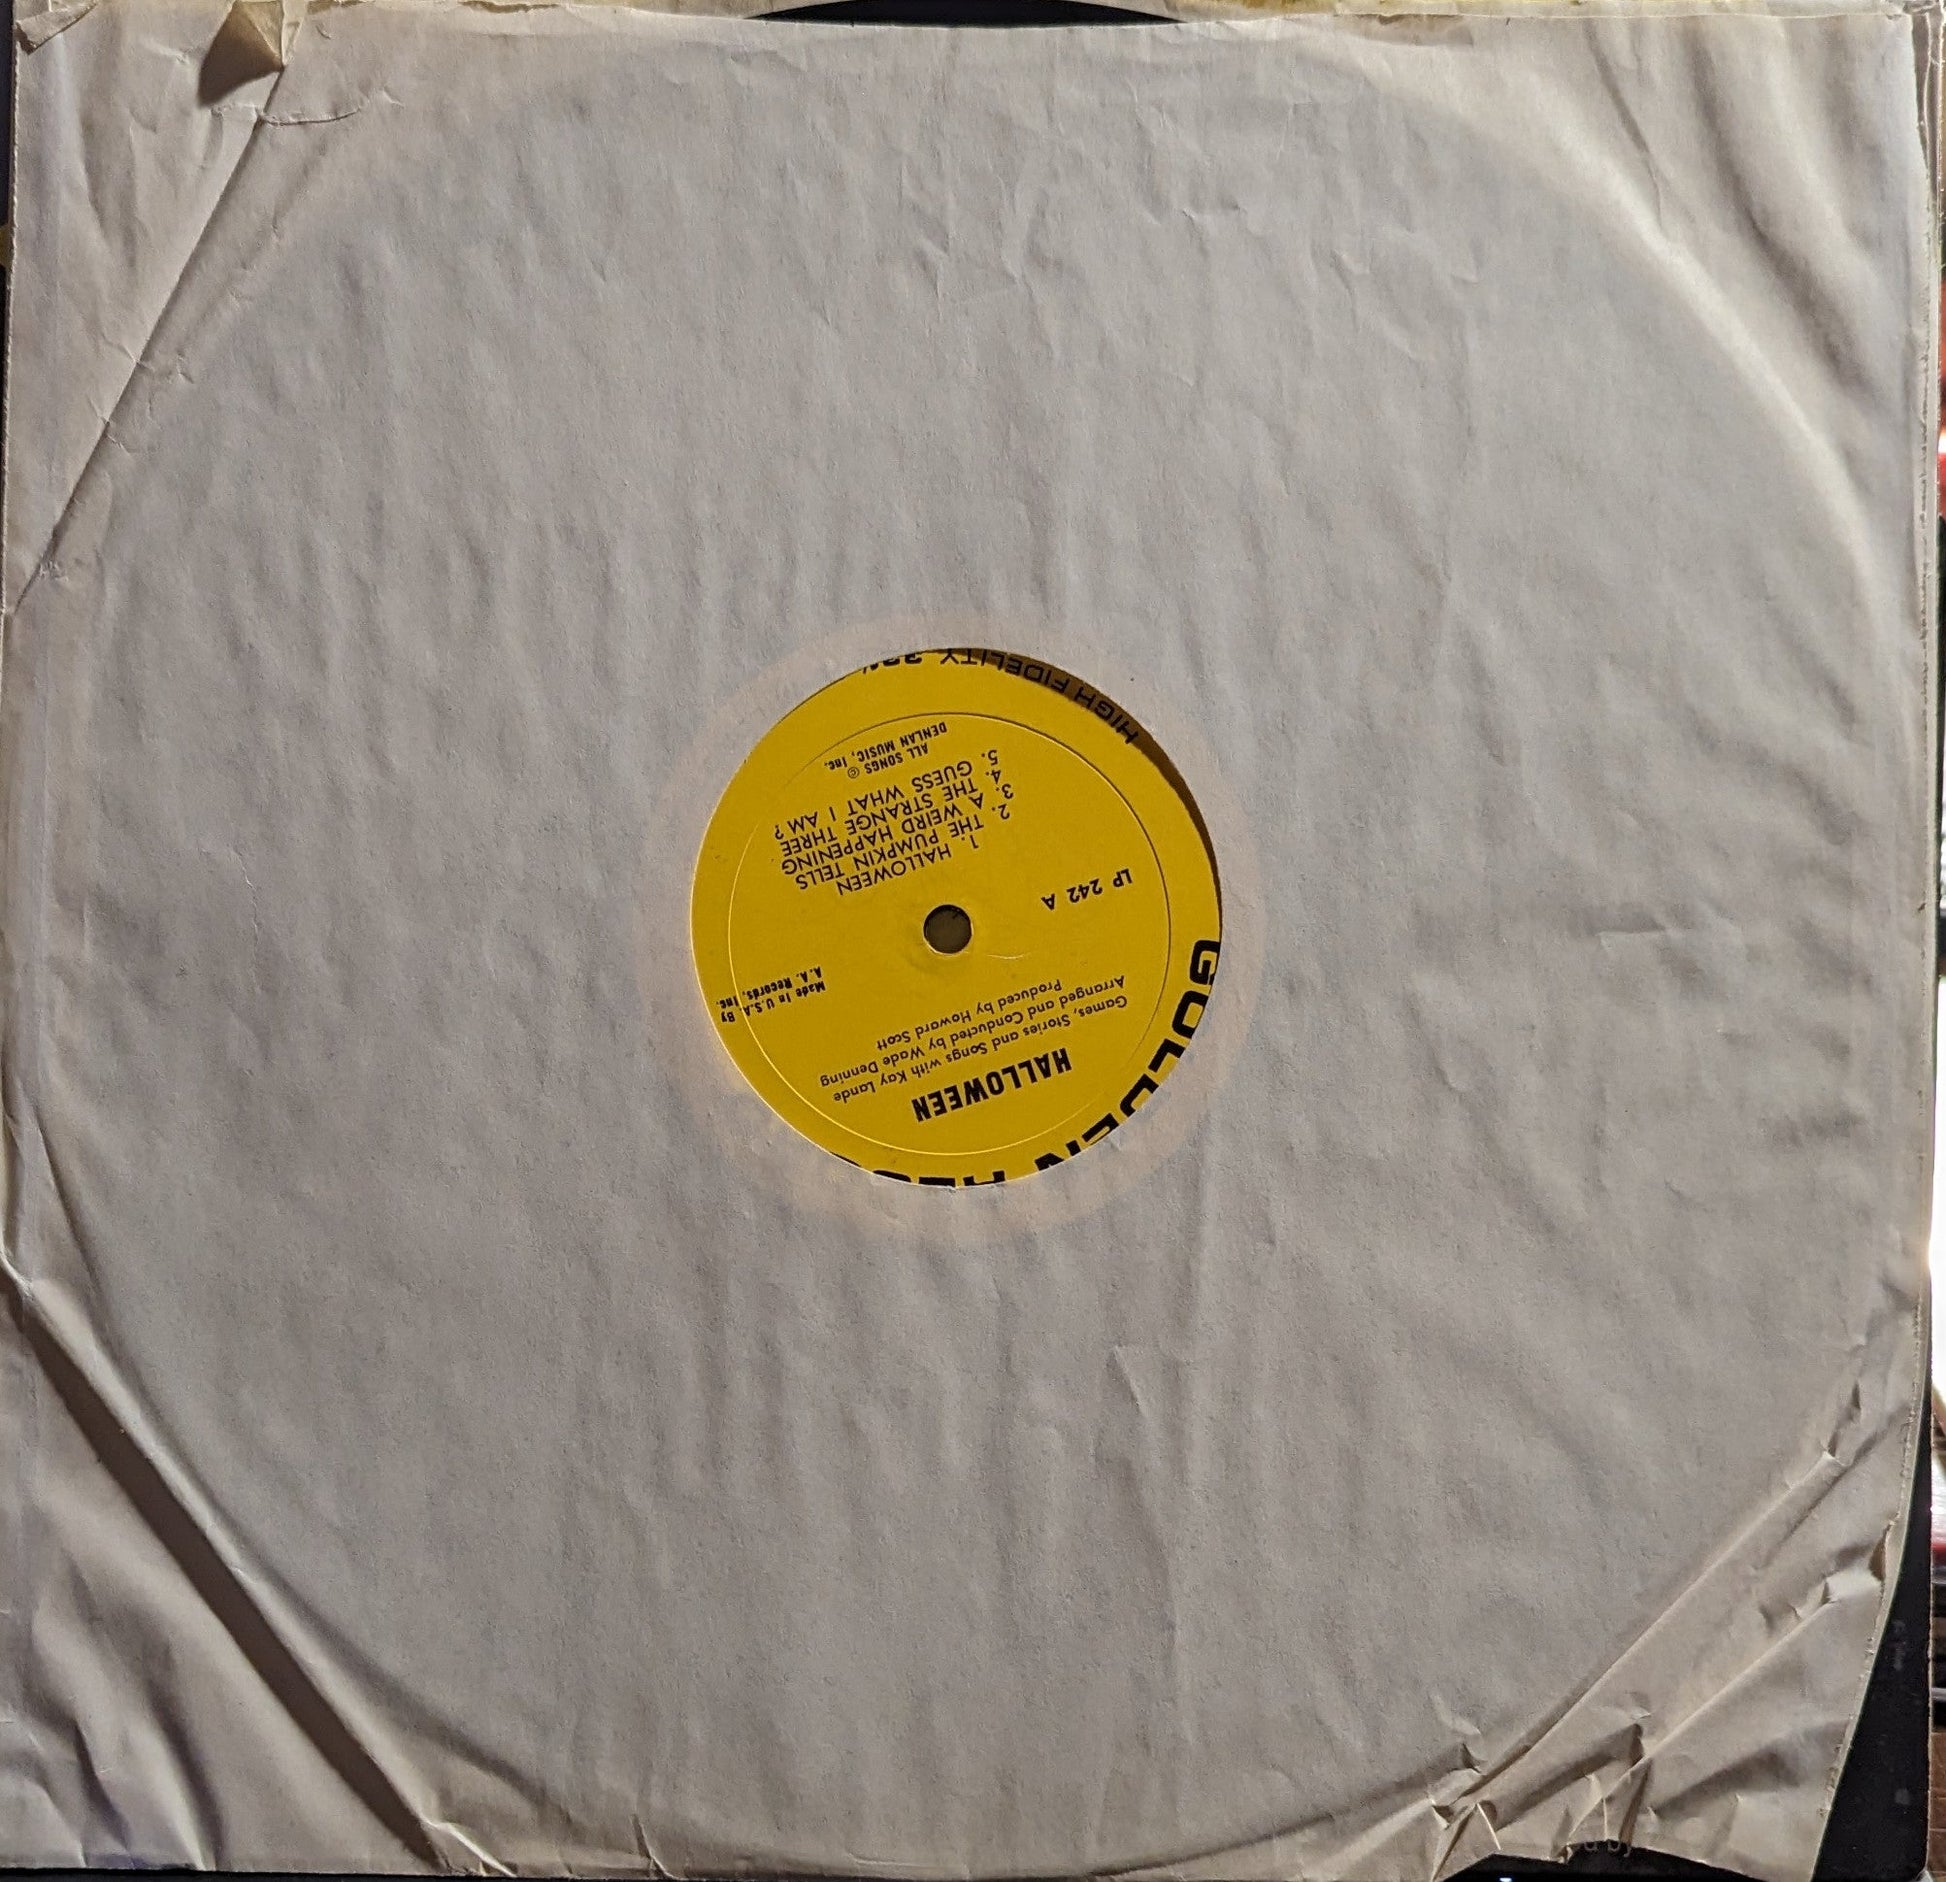 HALLOWEEN
Games, Stories and Songs with Kay Lande
Arranged and Conducted by Wade Denning
Produced by Howard Scott
Made In U.S.A. By
A. A. Records, Inc.
LP 242 A
1. HALLOWEEN
2. THE PUMPKIN TELLS
3. A WEIRD HAPPENING
4. THE STRANGE THREE
5. GUESS WHAT I AM?
ALL SONGS ©
DENLAN MUSIC, Inc.
GOLDEN
HIGH FIDELITY